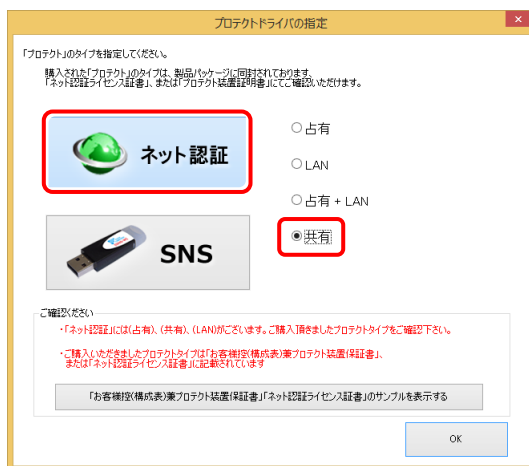 プロテクトドライバの指定
「プロテクト」のタイプを指定してください。
購入された「プロテクト」のタイプは、製品パッケージに同封されております、
「ネット認証ライセンス証書」、または「プロテクト装置証明書」にてご確認いただけます。
ネット認証
占有
LAN
占有 + LAN
共有
SNS
ご確認ください
・「ネット認証」には(占有)、(共有)、(LAN)がございます。ご購入頂きましたプロテクトタイプをご確認下さい。
・ご購入いただきましたプロテクトタイプは「お客様控(構成表)兼プロテクト装置保証書」、
または「ネット認証ライセンス証書」に記載されています
「お客様控(構成表)兼プロテクト装置保証書」「ネット認証ライセンス証書」のサンプルを表示する
OK